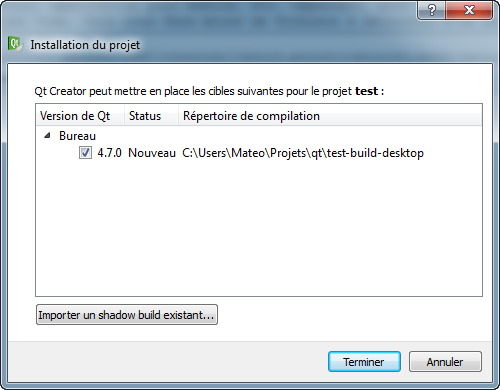 Qt Installation du projet
Qt Creator peut mettre en place les cibles suivantes pour le projet test :
Version de Qt Status Répertoire de compilation
Bureau
4.7.0 Nouveau C:\Users\Mateo\Projets\qt\test-build-desktop
Importer un shadow build existant...
Terminer Annuler